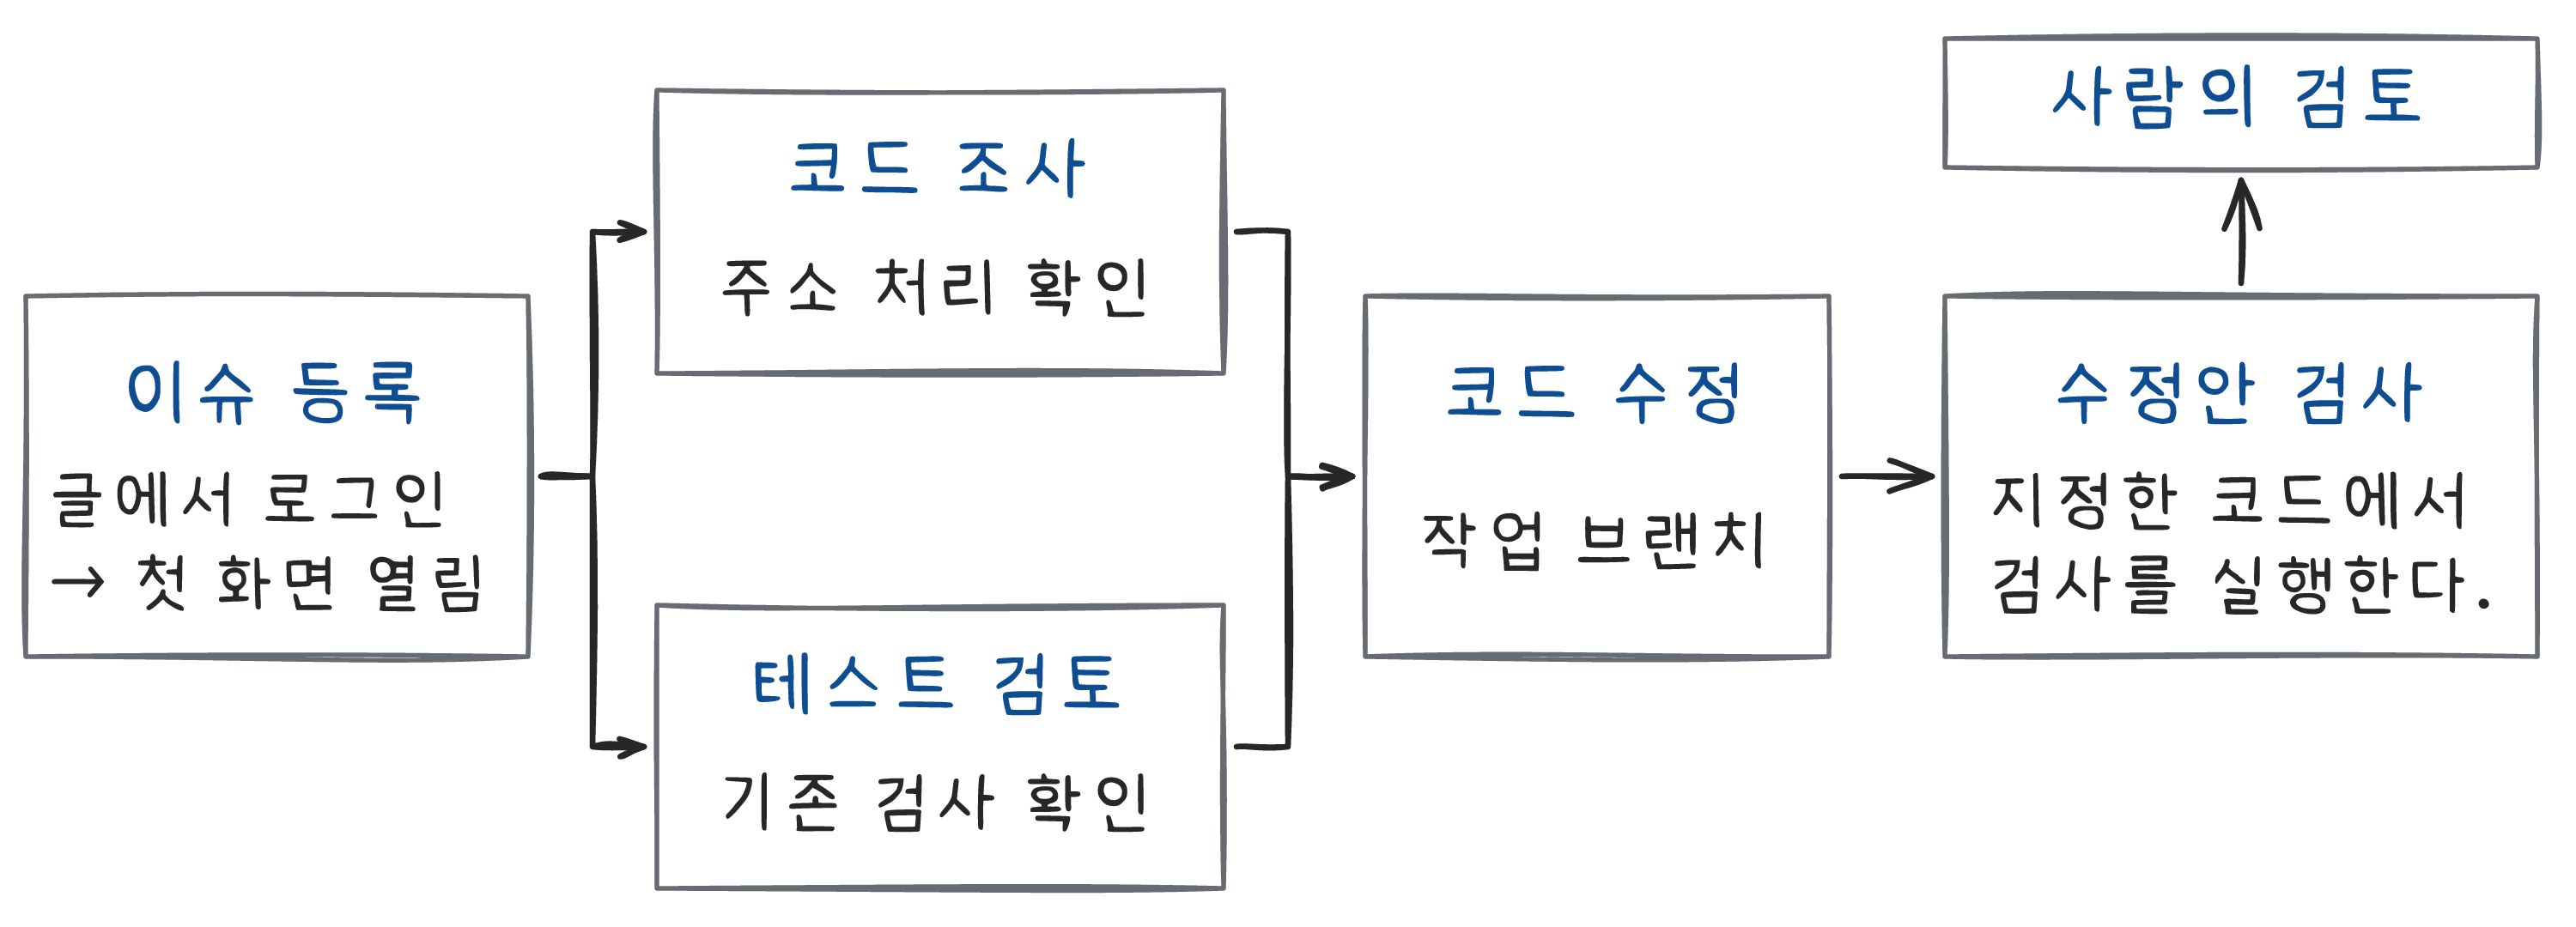 이슈 등록
글에서 로그인
→ 첫 화면 열림
코드 조사
주소 처리 확인
테스트 검토
기존 검사 확인
코드 수정
작업 브랜치
수정안 검사
지정한 코드에서
검사를 실행한다.
사람의 검토